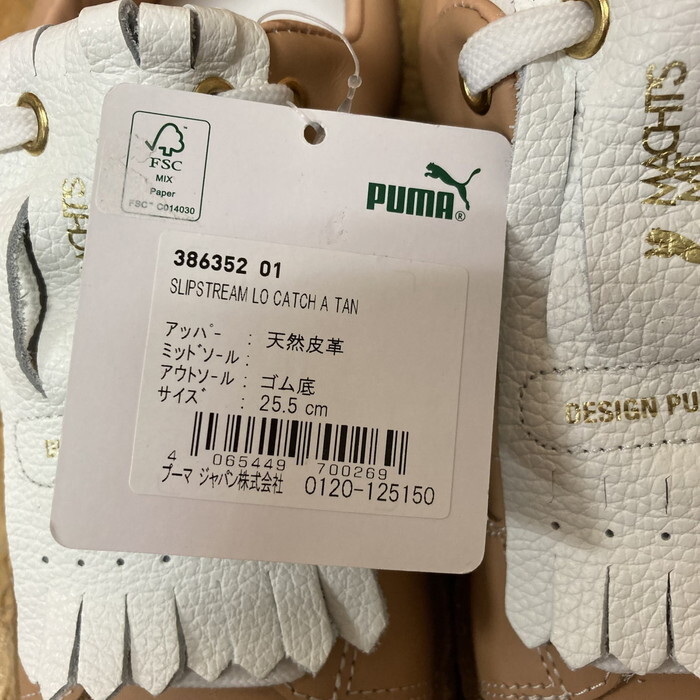 FSC
MIX
Paper
FSC™ C014030
PUMA®
386352 01
SLIPSTREAM LO CATCH A TAN
アッパー : 天然皮革
ミッドソール :
アウトソール : ゴム底
サイズ : 25.5 cm
4 065449 700269
プーマ ジャパン株式会社 0120-125150
MACHT'S
DESIGN PU